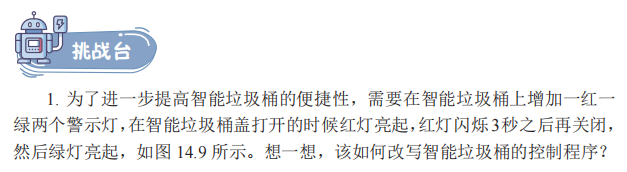 挑战台
1. 为了进一步提高智能垃圾桶的便捷性，需要在智能垃圾桶上增加一红一
绿两个警示灯，在智能垃圾桶盖打开的时候红灯亮起，红灯闪烁3秒之后再关闭，
然后绿灯亮起，如图 14.9 所示。想一想，该如何改写智能垃圾桶的控制程序？